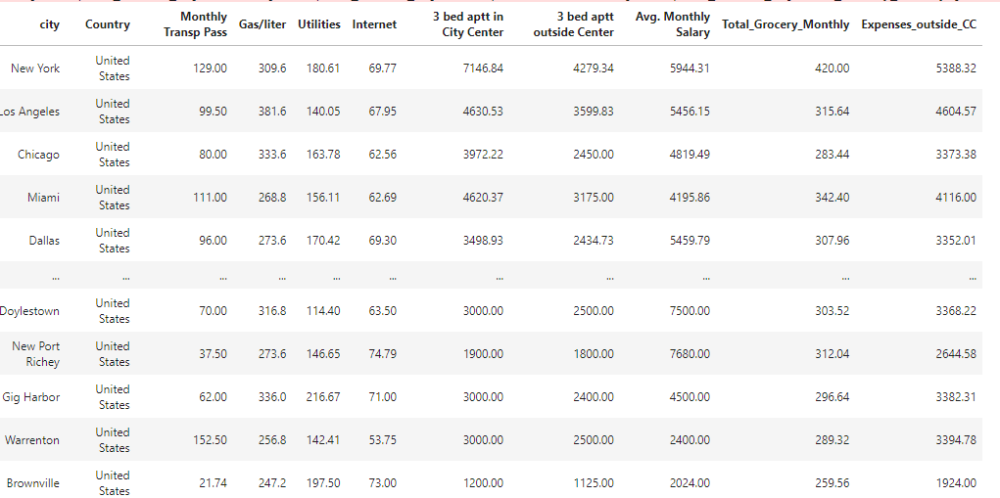 city Country Monthly Transp Pass Gas/liter Utilities Internet 3 bed aptt in City Center 3 bed aptt outside Center Avg. Monthly Salary Total_Grocery_Monthly Expenses_outside_CC
New York United States 129.00 309.6 180.61 69.77 7146.84 4279.34 5944.31 420.00 5388.32
Los Angeles United States 99.50 381.6 140.05 67.95 4630.53 3599.83 5456.15 315.64 4604.57
Chicago United States 80.00 333.6 163.78 62.56 3972.22 2450.00 4819.49 283.44 3373.38
Miami United States 111.00 268.8 156.11 62.69 4620.37 3175.00 4195.86 342.40 4116.00
Dallas United States 96.00 273.6 170.42 69.30 3498.93 2434.73 5459.79 307.96 3352.01
... ... ... ... ... ... ... ... ... ... ...
Doylestown United States 70.00 316.8 114.40 63.50 3000.00 2500.00 7500.00 303.52 3368.22
New Port Richey United States 37.50 273.6 146.65 74.79 1900.00 1800.00 7680.00 312.04 2644.58
Gig Harbor United States 62.00 336.0 216.67 71.00 3000.00 2400.00 4500.00 296.64 3382.31
Warrenton United States 152.50 256.8 142.41 53.75 3000.00 2500.00 2400.00 289.32 3394.78
Brownville United States 21.74 247.2 197.50 73.00 1200.00 1125.00 2024.00 259.56 1924.00